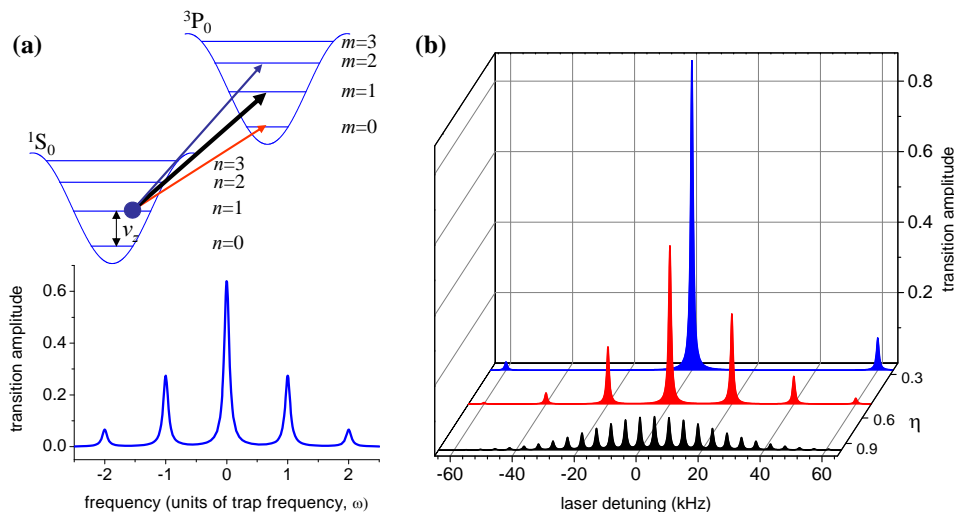 (a)
³P₀
m=3
m=2
m=1
m=0
¹S₀
n=3
n=2
n=1
n=0
νz
transition amplitude
0.6
0.4
0.2
0.0
-2 -1 0 1 2
frequency (units of trap frequency, ω)
(b)
0.8
0.6
0.4
0.2
transition amplitude
0.3
0.6
0.9
η
-60 -40 -20 0 20 40 60
laser detuning (kHz)